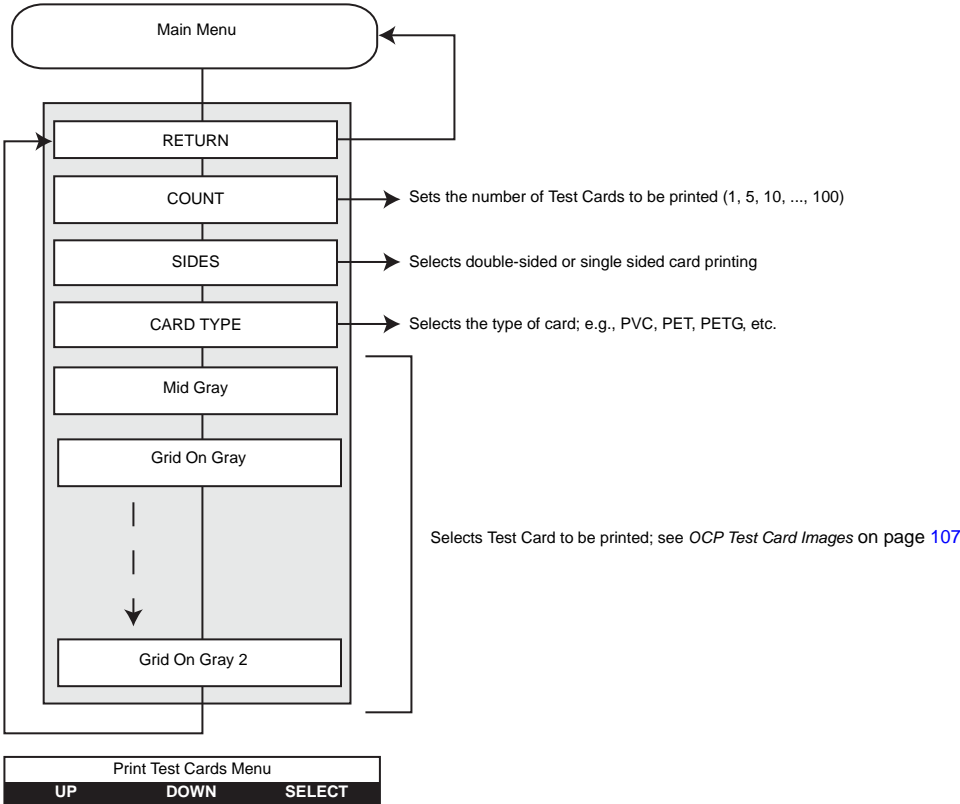 Main Menu
RETURN
COUNT
Sets the number of Test Cards to be printed (1, 5, 10, ..., 100)
SIDES
Selects double-sided or single sided card printing
CARD TYPE
Selects the type of card; e.g., PVC, PET, PETG, etc.
Mid Gray
Grid On Gray
Selects Test Card to be printed; see OCP Test Card Images on page 107
Grid On Gray 2
Print Test Cards Menu
UP DOWN SELECT